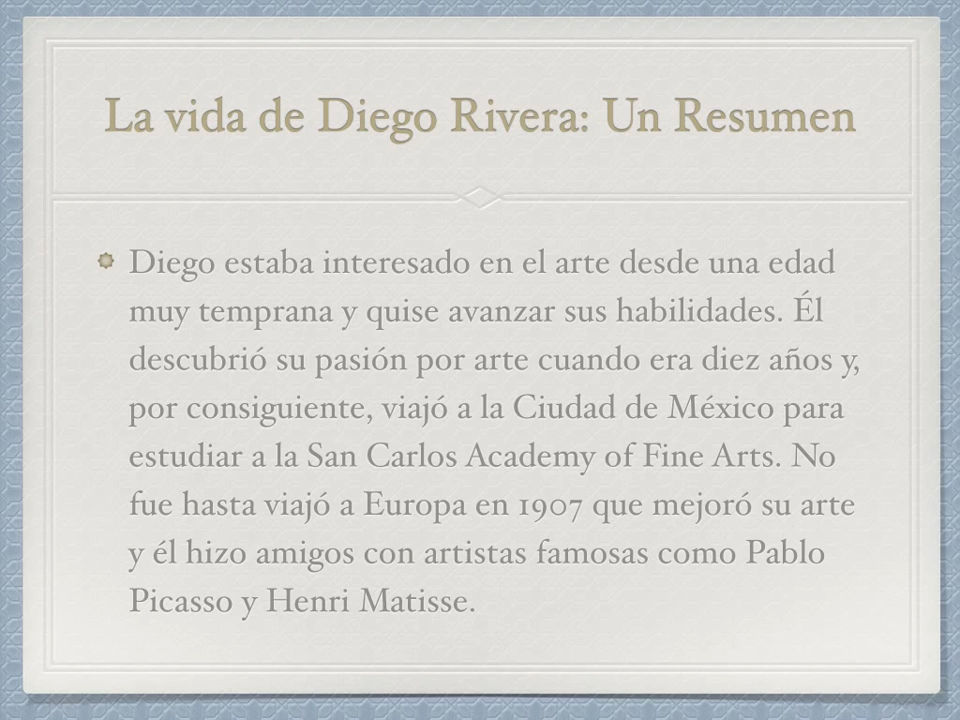 La vida de Diego Rivera: Un Resumen
Diego estaba interesado en el arte desde una edad
muy temprana y quise avanzar sus habilidades. Él
descubrió su pasión por arte cuando era diez años y,
por consiguiente, viajó a la Ciudad de México para
estudiar a la San Carlos Academy of Fine Arts. No
fue hasta viajó a Europa en 1907 que mejoró su arte
y él hizo amigos con artistas famosas como Pablo
Picasso y Henri Matisse.